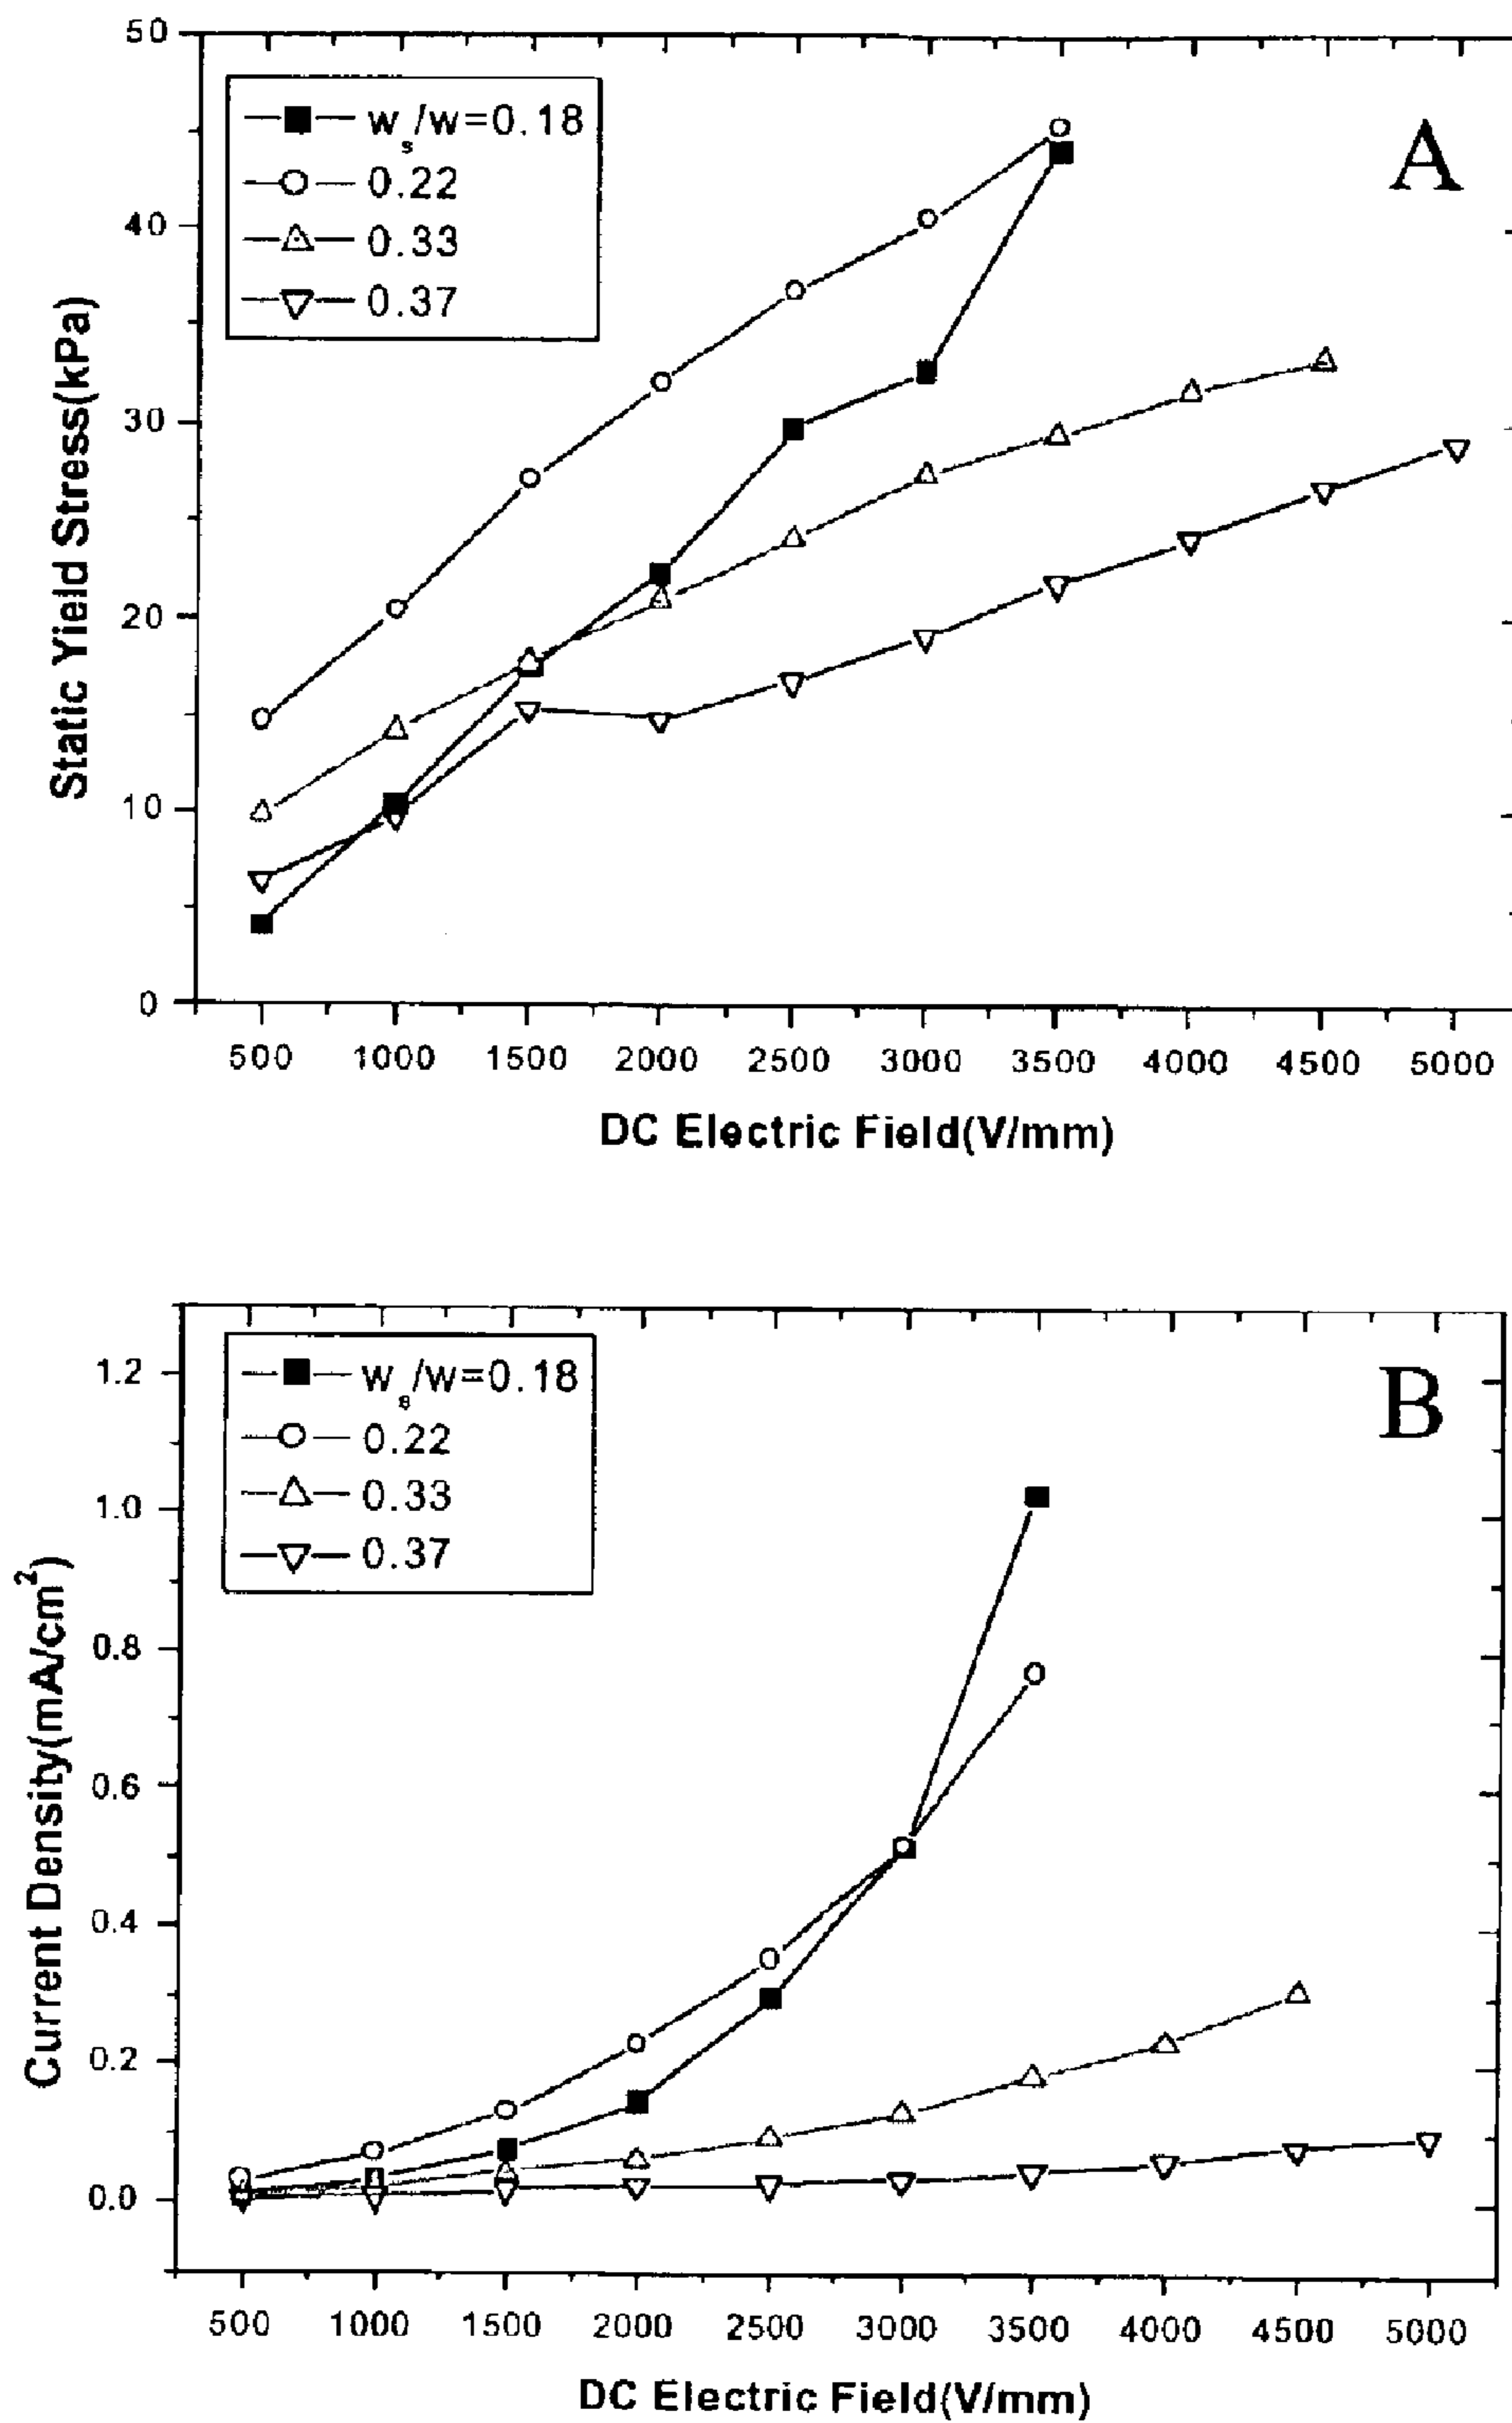 50
40
30
20
10
0
Static Yield Stress(kPa)
w_s/w=0.18
0.22
0.33
0.37
A
500 1000 1500 2000 2500 3000 3500 4000 4500 5000
DC Electric Field(V/mm)
1.2
1.0
0.8
0.6
0.4
0.2
0.0
Current Density(mA/cm²)
w_s/w=0.18
0.22
0.33
0.37
B
500 1000 1500 2000 2500 3000 3500 4000 4500 5000
DC Electric Field(V/mm)